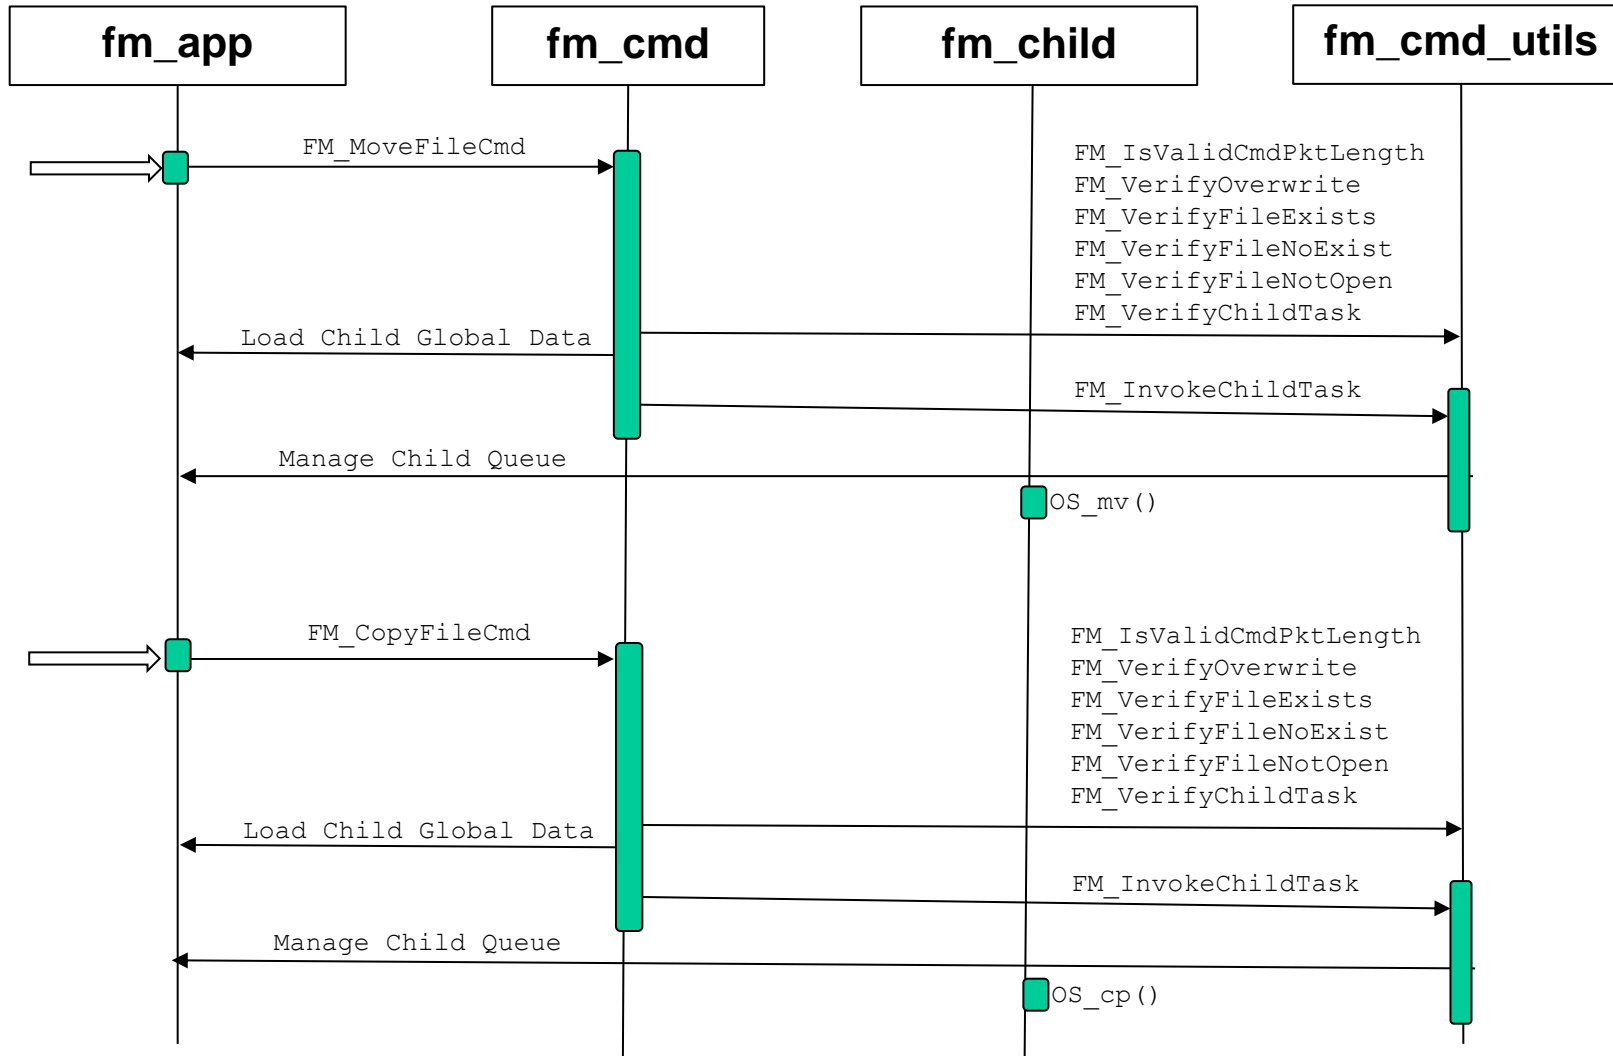 fm_app
fm_cmd
fm_child
fm_cmd_utils
FM_MoveFileCmd
FM_IsValidCmdPktLength
FM_VerifyOverwrite
FM_VerifyFileExists
FM_VerifyFileNoExist
FM_VerifyFileNotOpen
FM_VerifyChildTask
Load Child Global Data
FM_InvokeChildTask
Manage Child Queue
OS_mv()
FM_CopyFileCmd
FM_IsValidCmdPktLength
FM_VerifyOverwrite
FM_VerifyFileExists
FM_VerifyFileNoExist
FM_VerifyFileNotOpen
FM_VerifyChildTask
Load Child Global Data
FM_InvokeChildTask
Manage Child Queue
OS_cp()